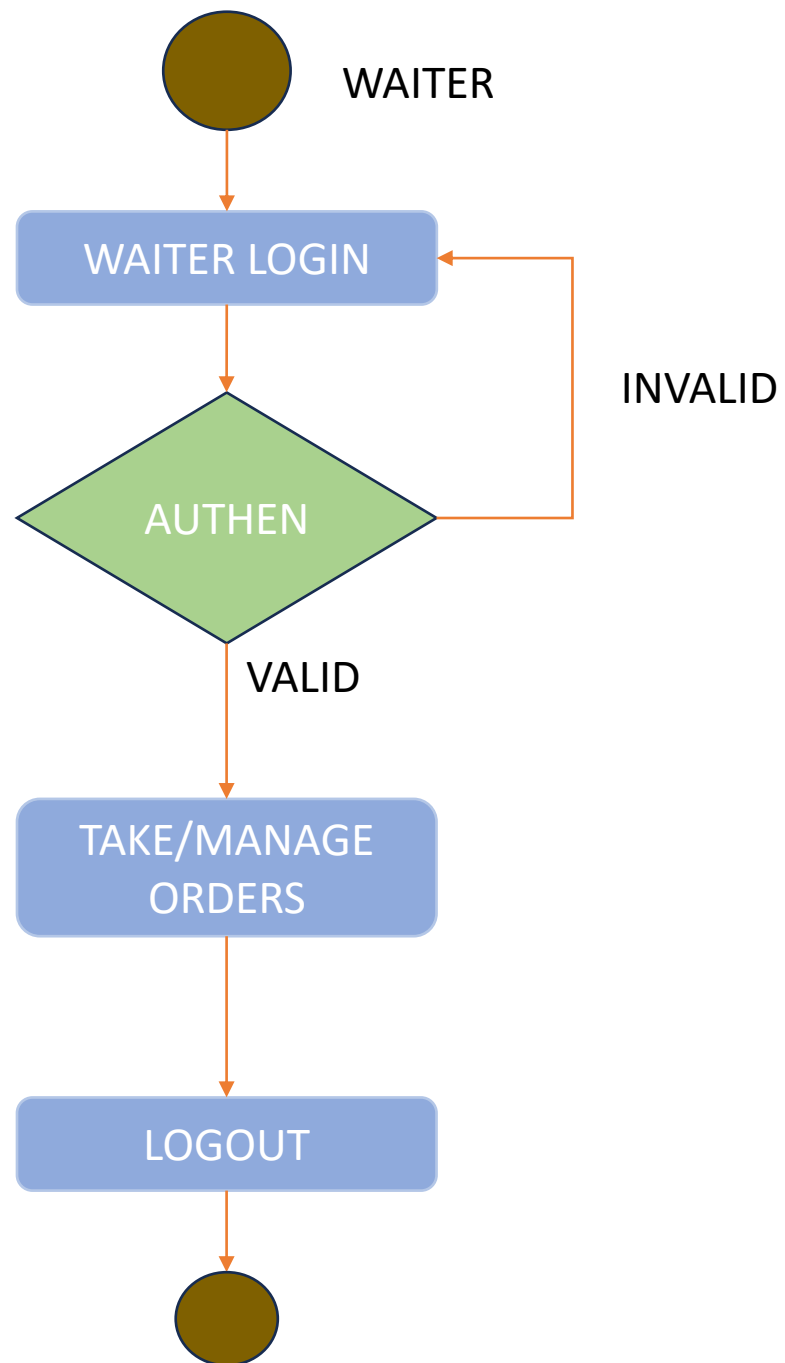 WAITER
WAITER LOGIN
INVALID
AUTHEN
VALID
TAKE/MANAGE
ORDERS
LOGOUT